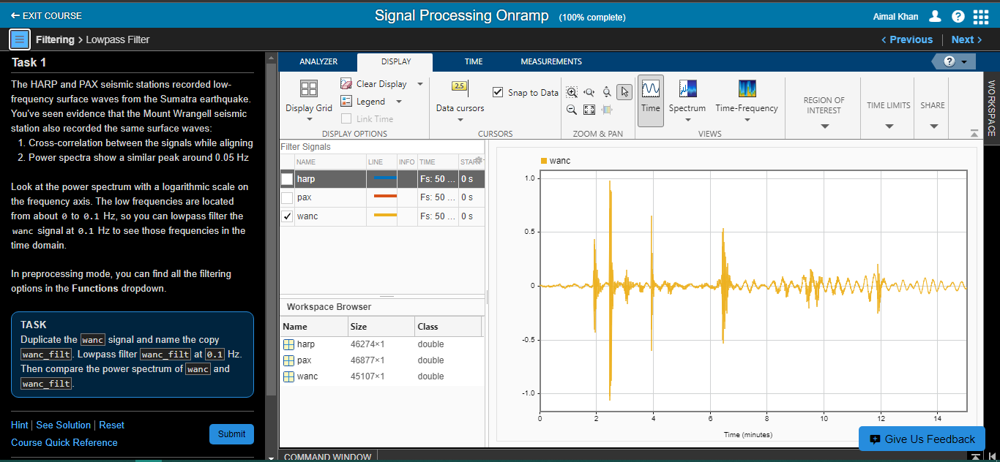 ← EXIT COURSE
Signal Processing Onramp (100% complete)
Aimal Khan
?
Filtering > Lowpass Filter
< Previous
Next >
Task 1
The HARP and PAX seismic stations recorded low-
frequency surface waves from the Sumatra earthquake.
You've seen evidence that the Mount Wrangell seismic
station also recorded the same surface waves:
1. Cross-correlation between the signals while aligning
2. Power spectra show a similar peak around 0.05 Hz
Look at the power spectrum with a logarithmic scale on
the frequency axis. The low frequencies are located
from about 0 to 0.1 Hz, so you can lowpass filter the
wanc signal at 0.1 Hz to see those frequencies in the
time domain.
In preprocessing mode, you can find all the filtering
options in the Functions dropdown.
TASK
Duplicate the wanc signal and name the copy
wanc_filt. Lowpass filter wanc_filt at 0.1 Hz.
Then compare the power spectrum of wanc and
wanc_filt.
Hint | See Solution | Reset
Course Quick Reference
Submit
ANALYZER
DISPLAY
TIME
MEASUREMENTS
?
Display Grid
Clear Display
Legend
Link Time
DISPLAY OPTIONS
2.5
Data cursors
Snap to Data
CURSORS
ZOOM & PAN
Time
Spectrum
Time-Frequency
VIEWS
REGION OF
INTEREST
TIME LIMITS
SHARE
WORKSPACE
Filter Signals
NAME LINE INFO TIME STAR
harp Fs: 50 ... 0 s
pax Fs: 50 ... 0 s
wanc Fs: 50 ... 0 s
Workspace Browser
Name Size Class
harp 46274×1 double
pax 46877×1 double
wanc 45107×1 double
wanc
1.0
0.5
0
-0.5
-1.0
0 2 4 6 8 10 12 14
Time (minutes)
Give Us Feedback
COMMAND WINDOW